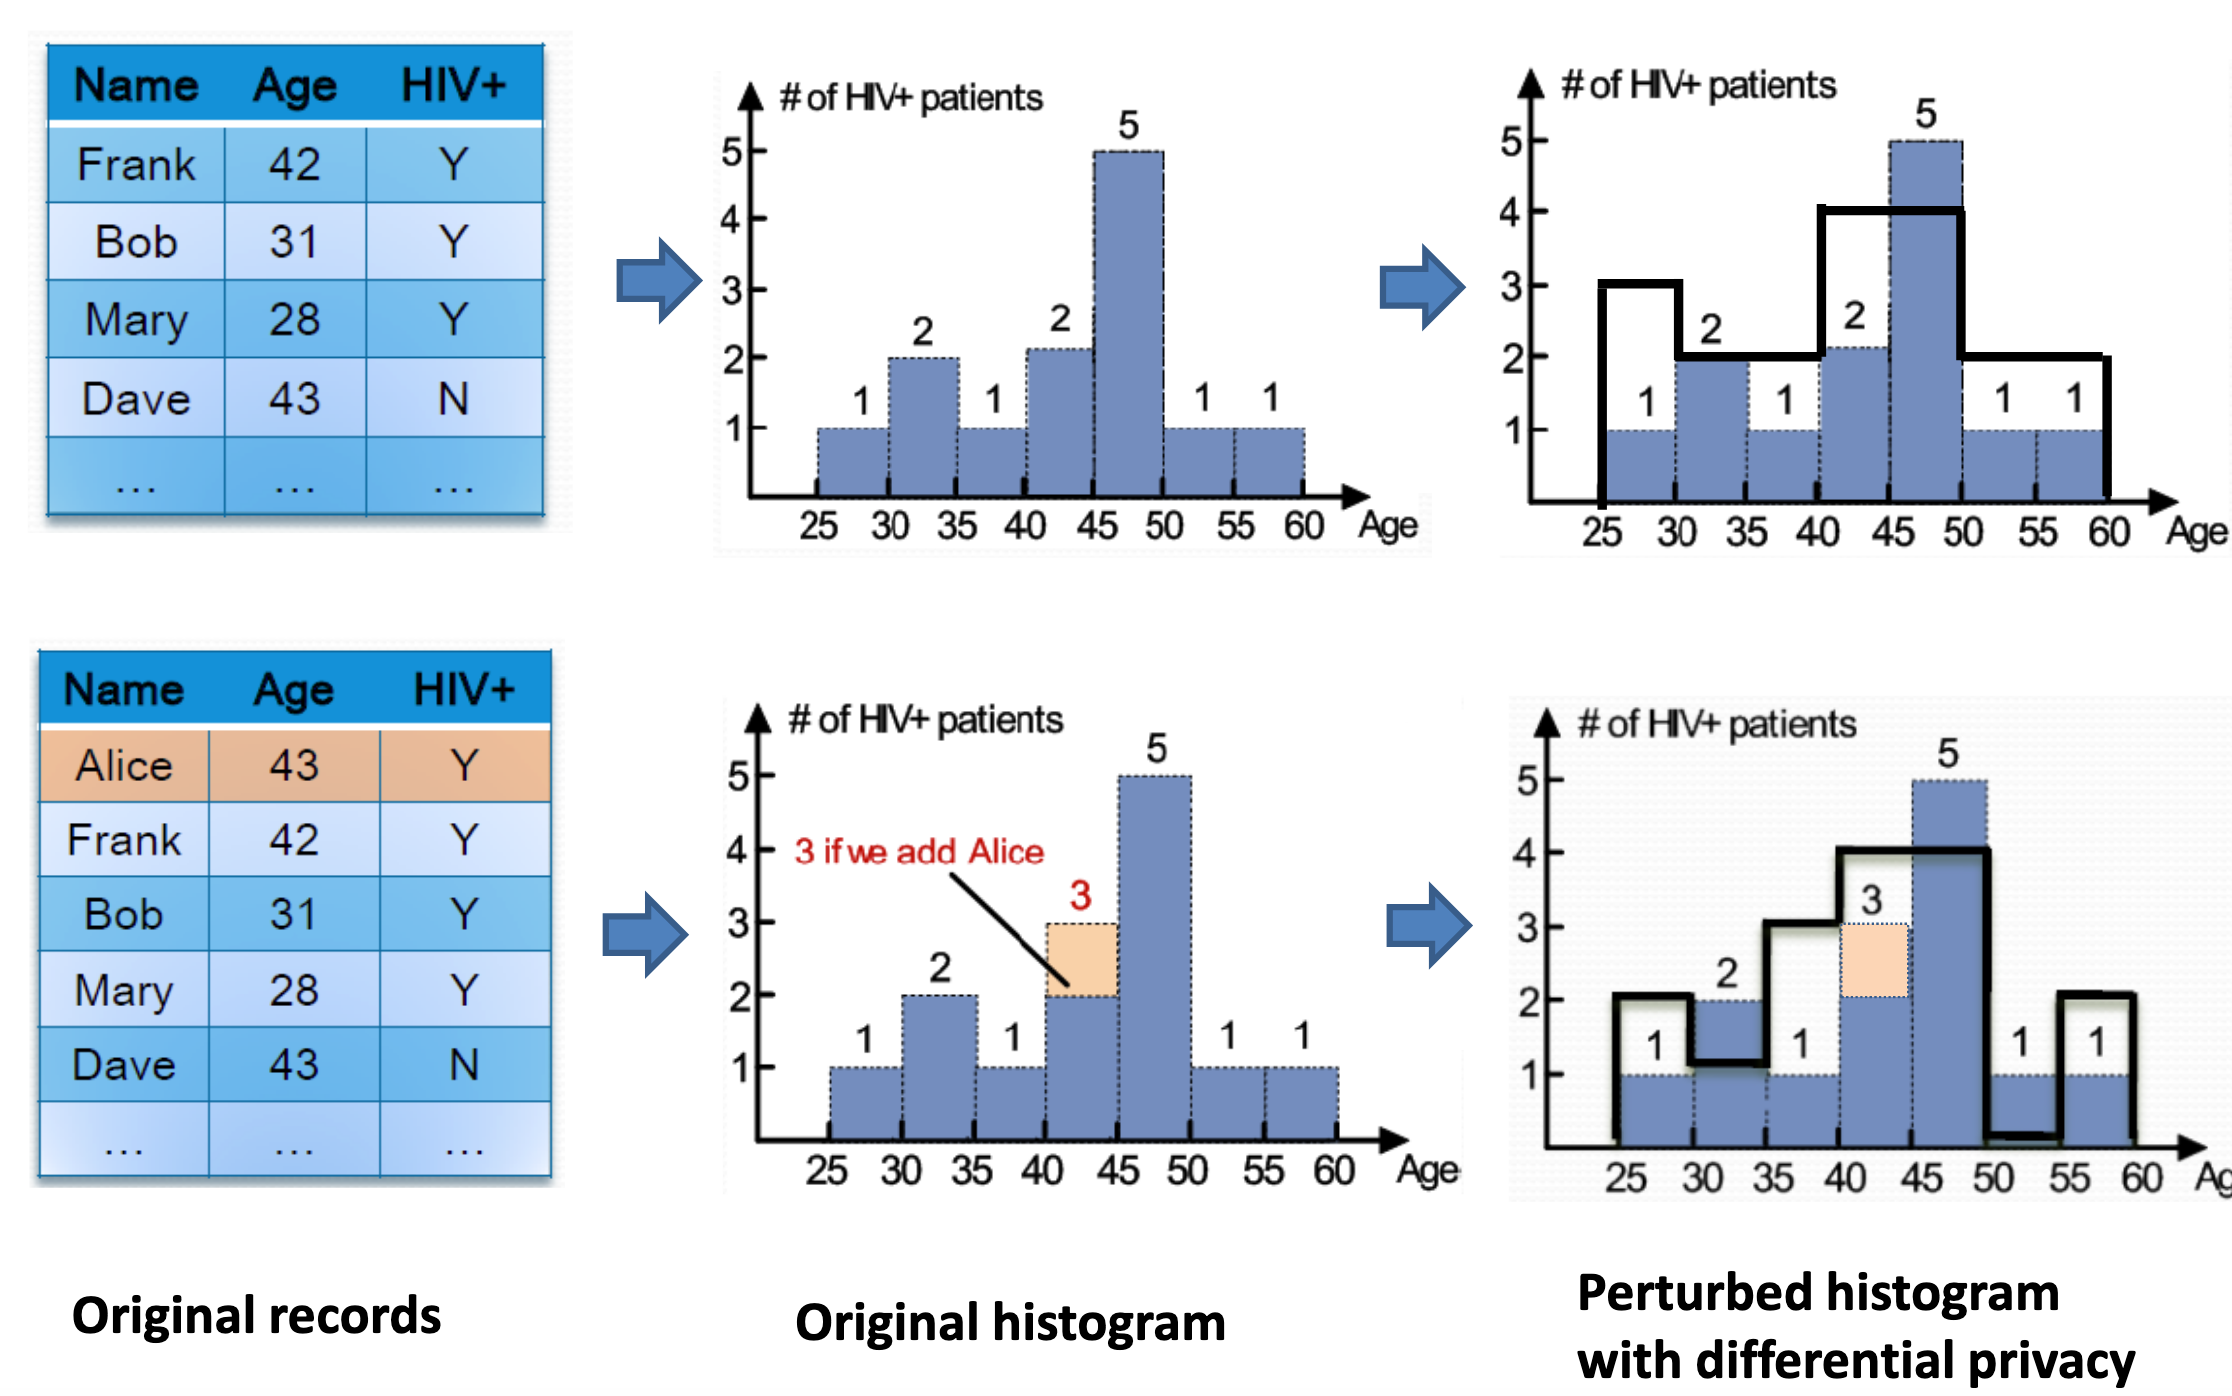 Name Age HIV+
Frank 42 Y
Bob 31 Y
Mary 28 Y
Dave 43 N
... ... ...
# of HIV+ patients
5
5
4
3
2
1
1
2
1
2
1
1
25 30 35 40 45 50 55 60 Age
# of HIV+ patients
5
5
4
3
2
1
1
2
1
2
1
1
25 30 35 40 45 50 55 60 Age
Name Age HIV+
Alice 43 Y
Frank 42 Y
Bob 31 Y
Mary 28 Y
Dave 43 N
... ... ...
# of HIV+ patients
5
5
4
3
2
1
3 if we add Alice
1
2
1
3
1
1
25 30 35 40 45 50 55 60 Age
# of HIV+ patients
5
5
4
3
2
1
1
2
1
3
1
1
25 30 35 40 45 50 55 60 Ag
Original records
Original histogram
Perturbed histogram
with differential privacy